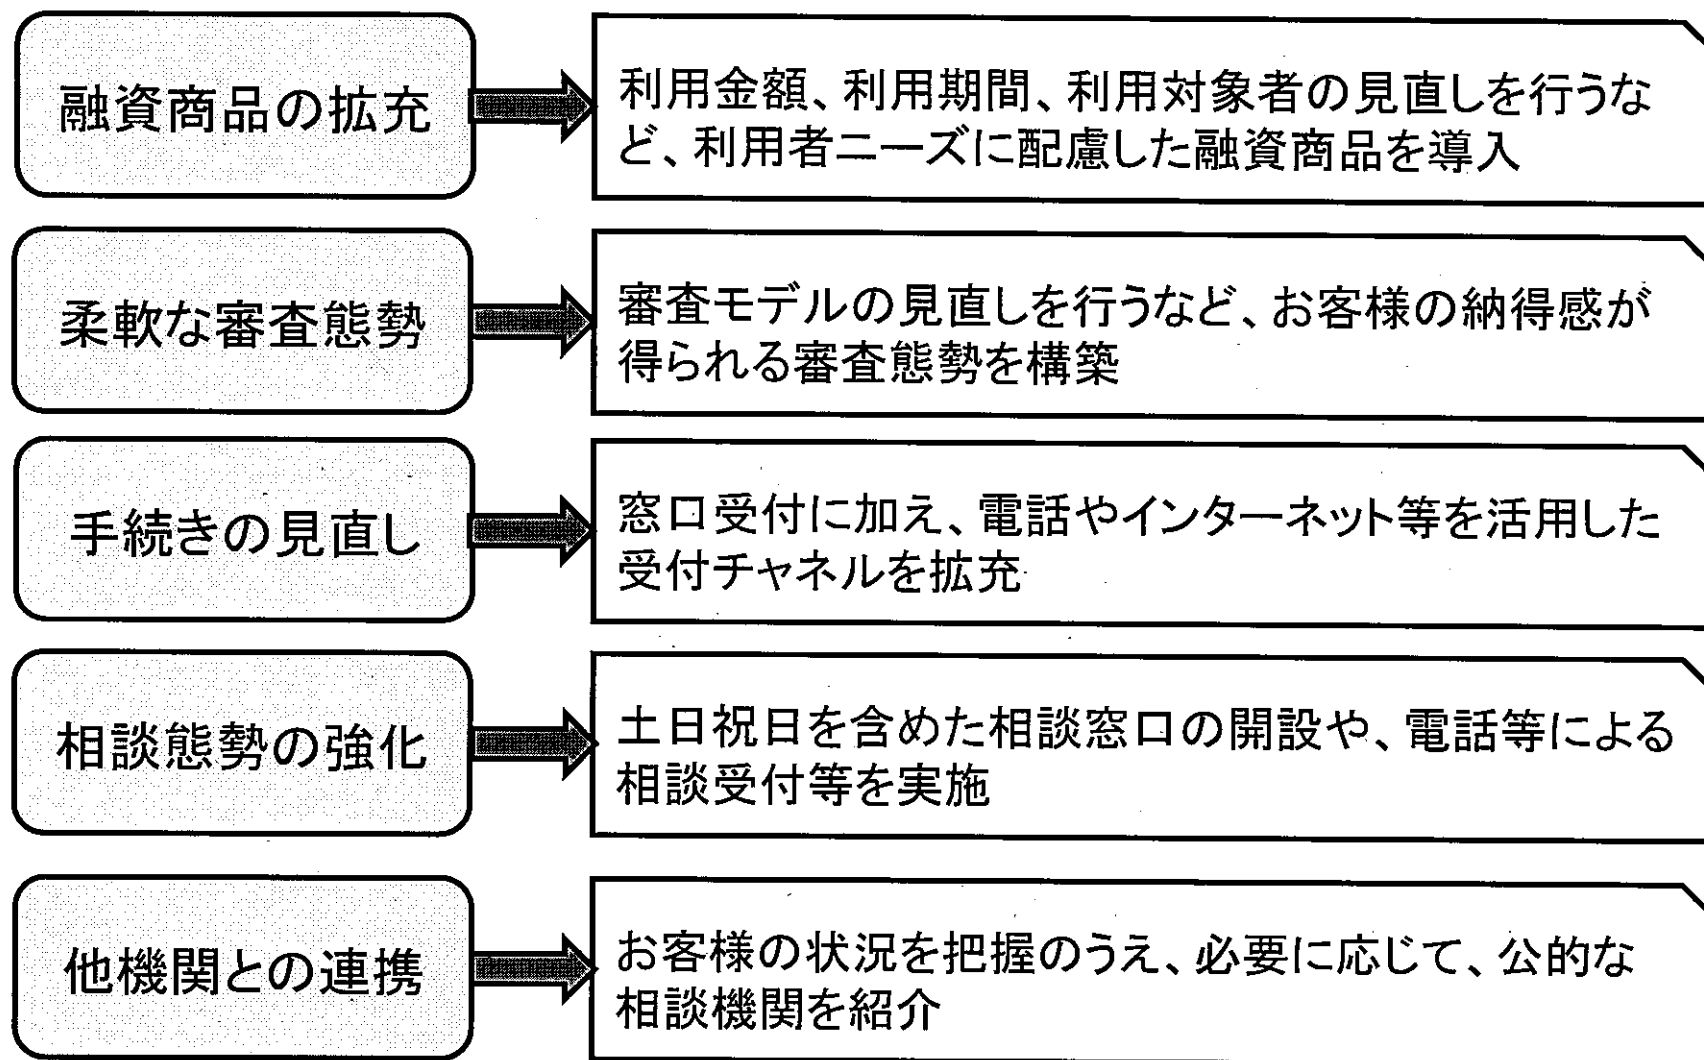 融資商品の拡充
利用金額、利用期間、利用対象者の見直しを行うな
ど、利用者ニーズに配慮した融資商品を導入
柔軟な審査態勢
審査モデルの見直しを行うなど、お客様の納得感が
得られる審査態勢を構築
手続きの見直し
窓口受付に加え、電話やインターネット等を活用した
受付チャネルを拡充
相談態勢の強化
土日祝日を含めた相談窓口の開設や、電話等による
相談受付等を実施
他機関との連携
お客様の状況を把握のうえ、必要に応じて、公的な
相談機関を紹介